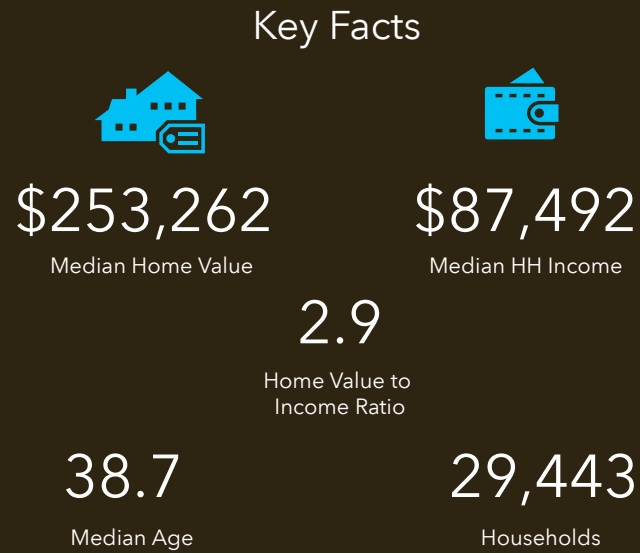 Key Facts
$253,262
$87,492
Median Home Value
Median HH Income
2.9
Home Value to
Income Ratio
38.7
29,443
Median Age
Households